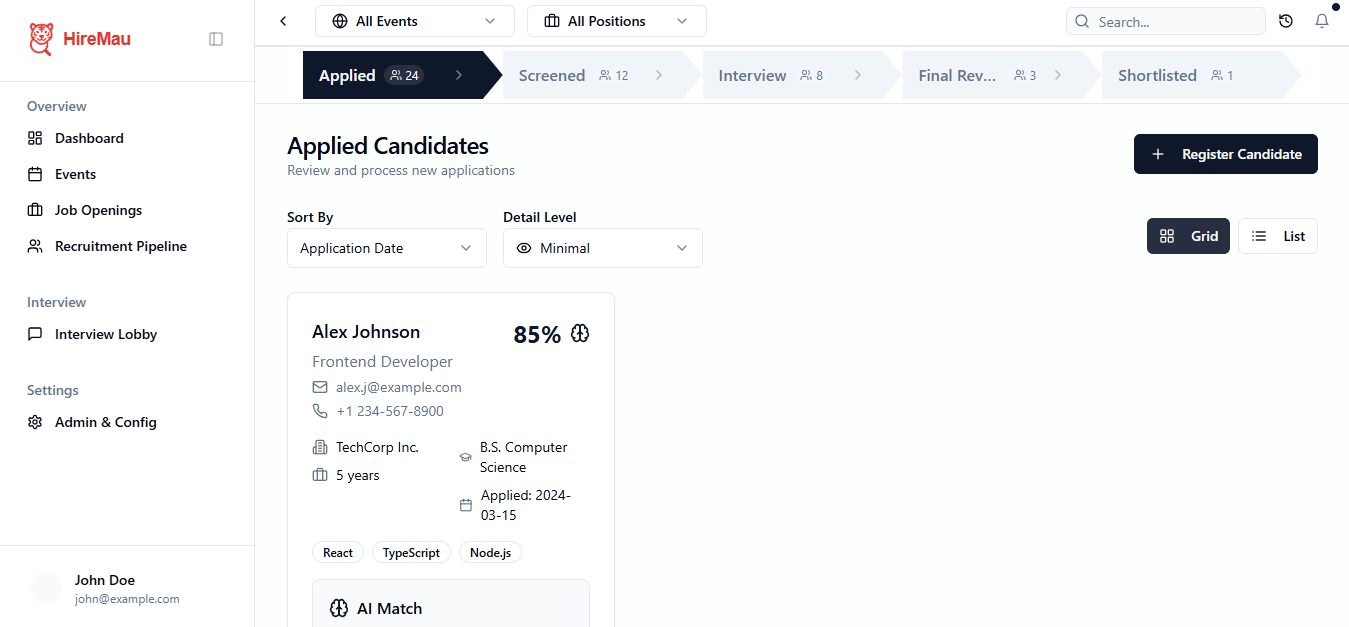 HireMau
Overview
Dashboard
Events
Job Openings
Recruitment Pipeline
Interview
Interview Lobby
Settings
Admin & Config
John Doe
john@example.com
All Events
All Positions
Search...
Applied 24
Screened 12
Interview 8
Final Rev... 3
Shortlisted 1
Applied Candidates
Review and process new applications
Register Candidate
Sort By
Application Date
Detail Level
Minimal
Grid
List
Alex Johnson
85%
Frontend Developer
alex.j@example.com
+1 234-567-8900
TechCorp Inc.
5 years
B.S. Computer
Science
Applied: 2024-
03-15
React
TypeScript
Node.js
AI Match